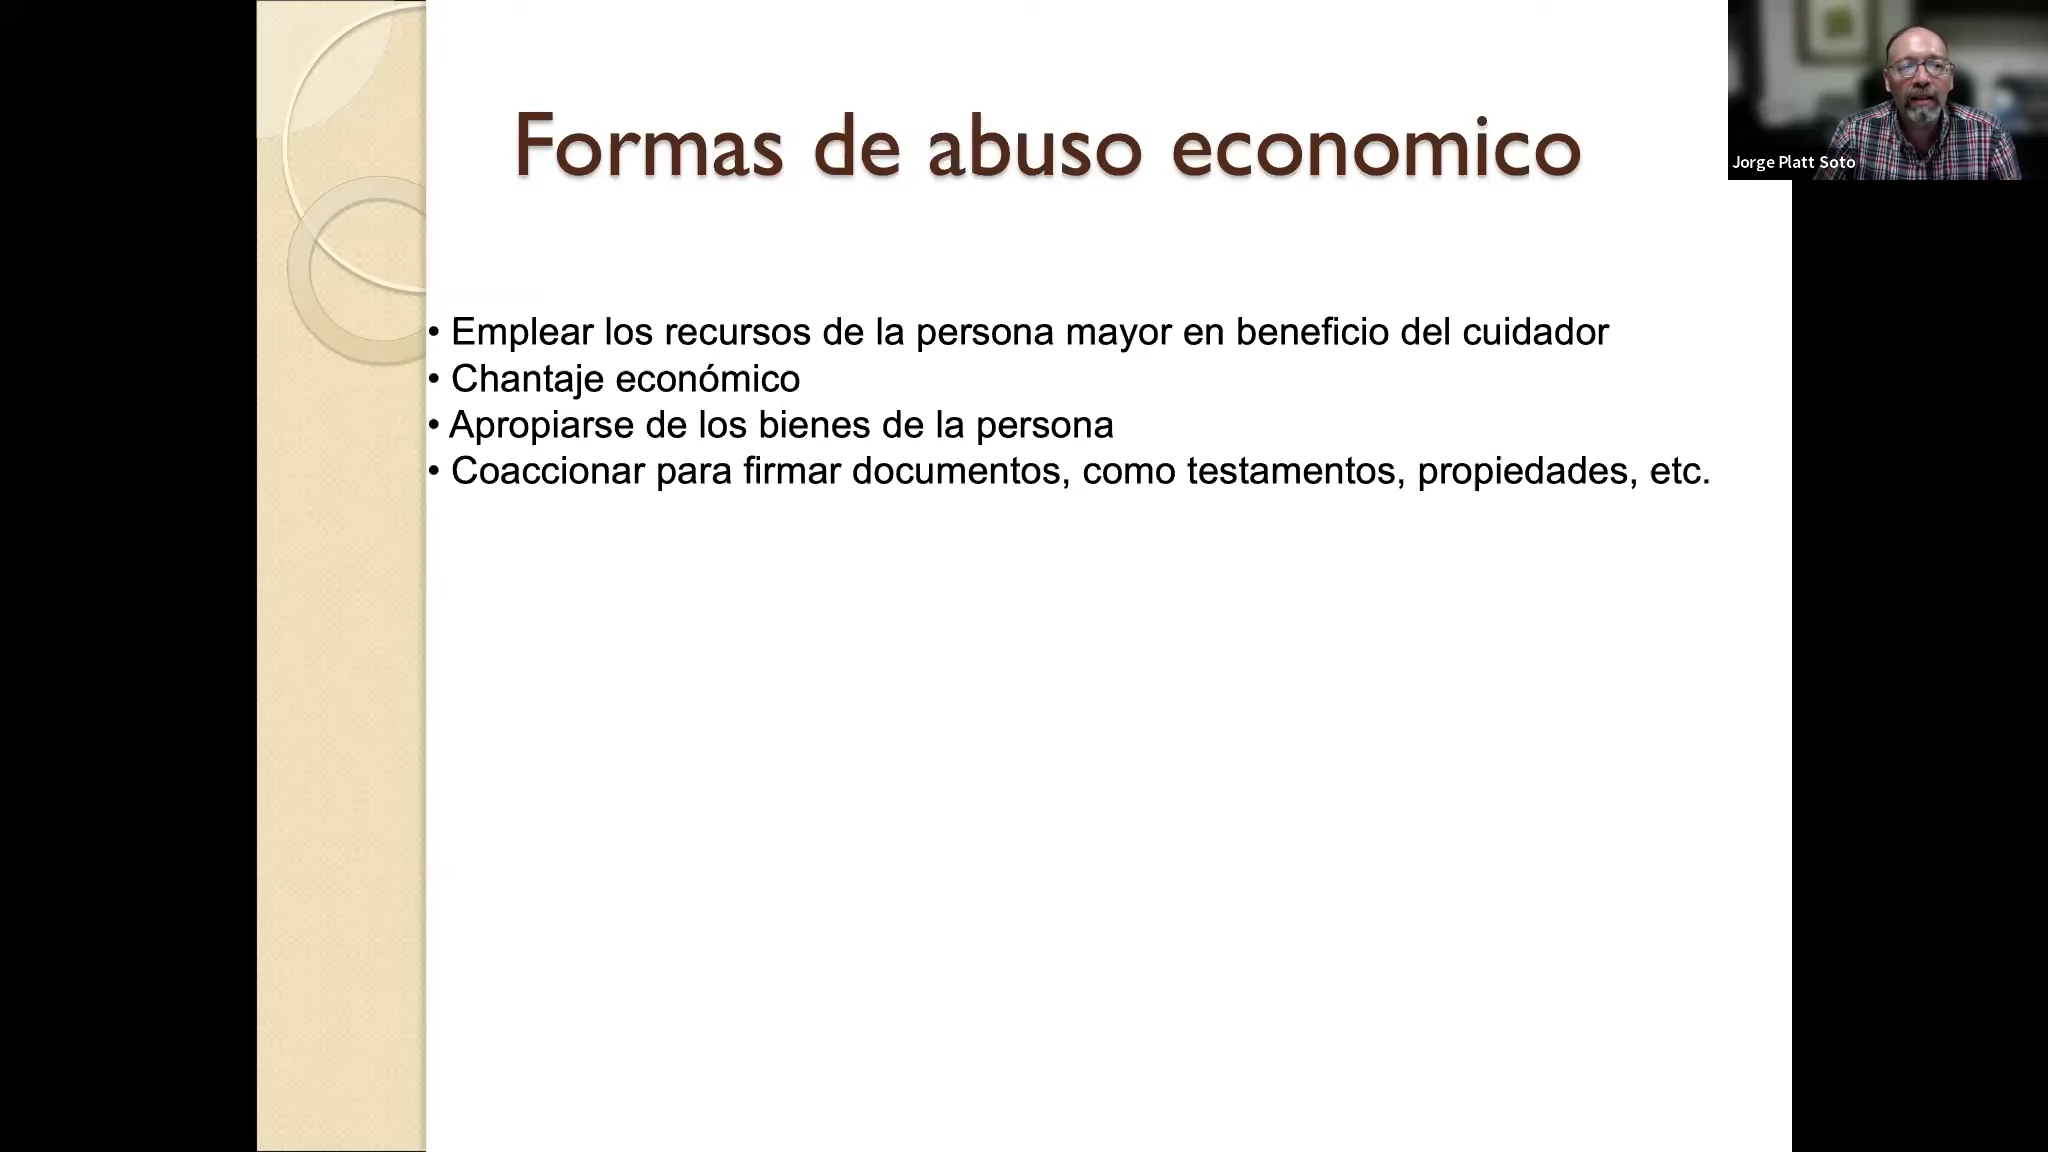 Formas de abuso economico
Jorge Platt Soto
• Emplear los recursos de la persona mayor en beneficio del cuidador
• Chantaje económico
• Apropiarse de los bienes de la persona
• Coaccionar para firmar documentos, como testamentos, propiedades, etc.